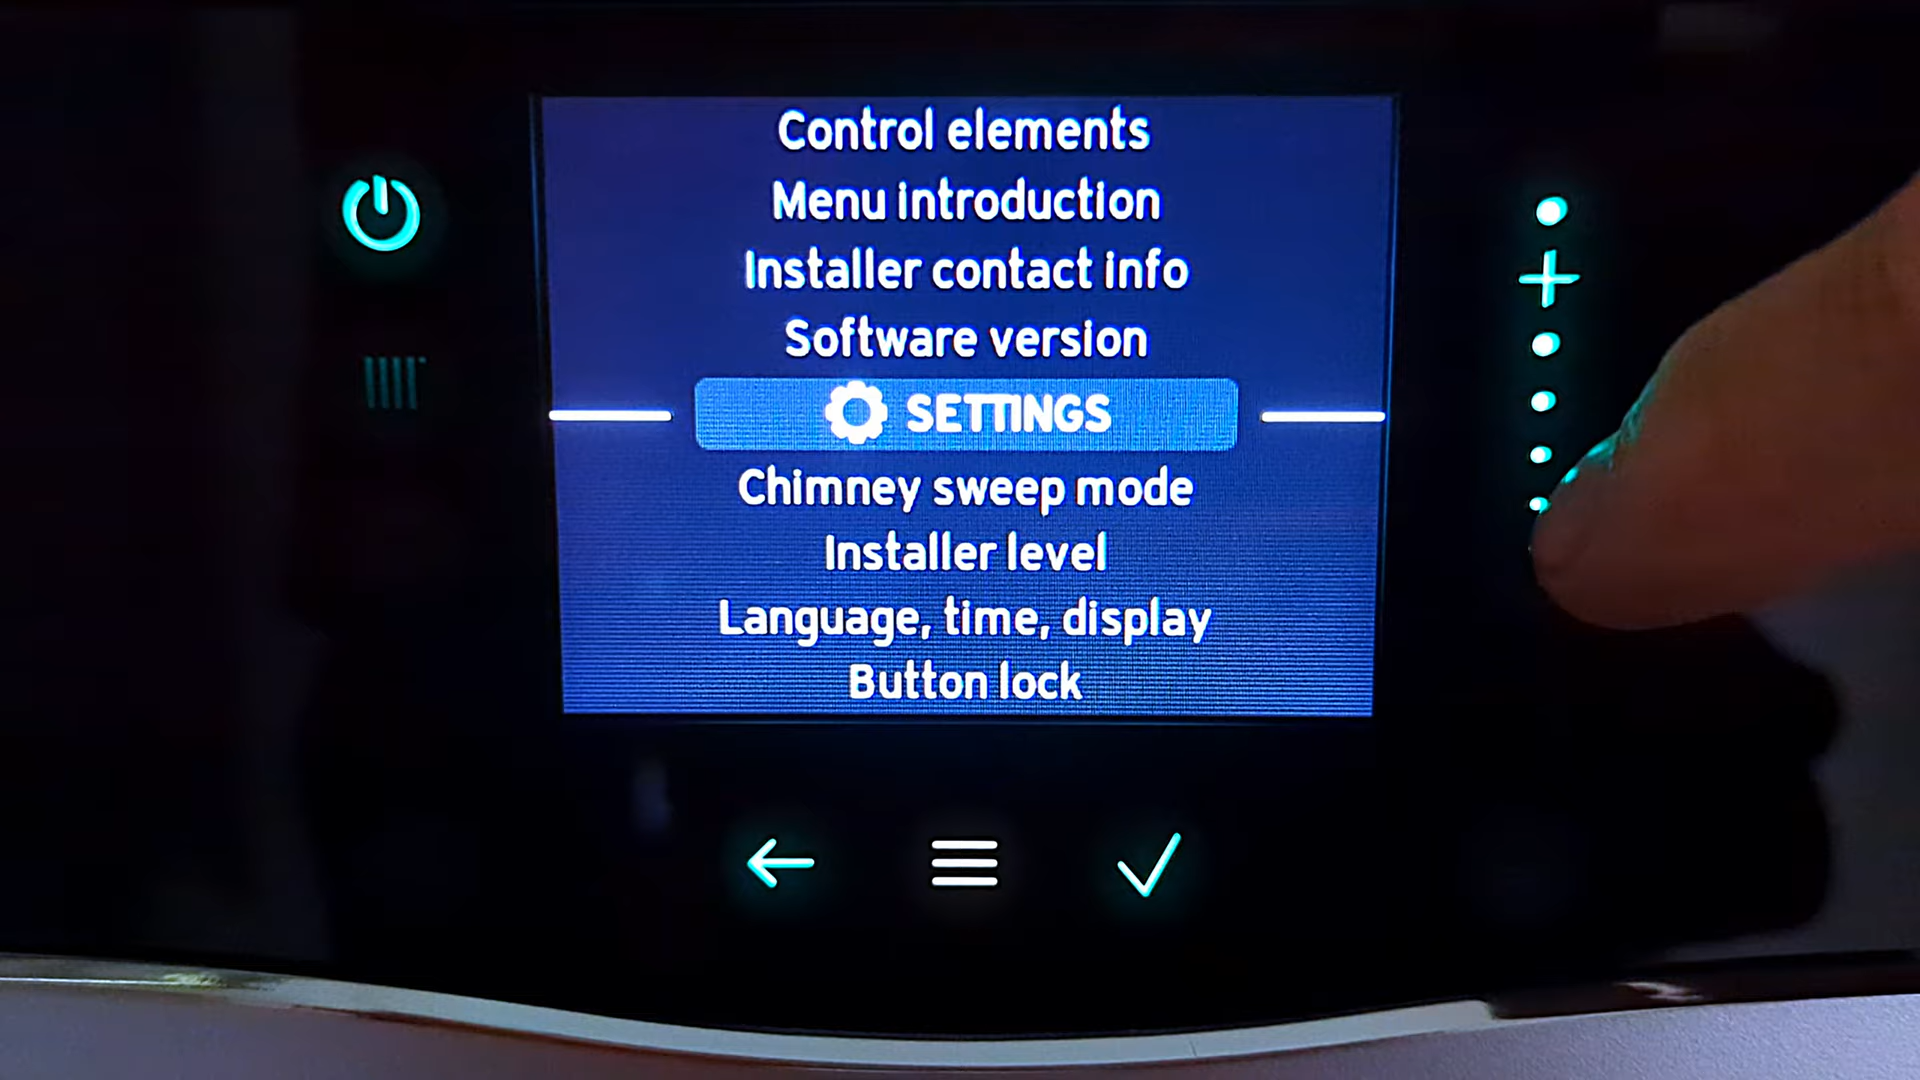 Control elements
Menu introduction
Installer contact info
Software version
SETTINGS
Chimney sweep mode
Installer level
Language, time, display
Button lock